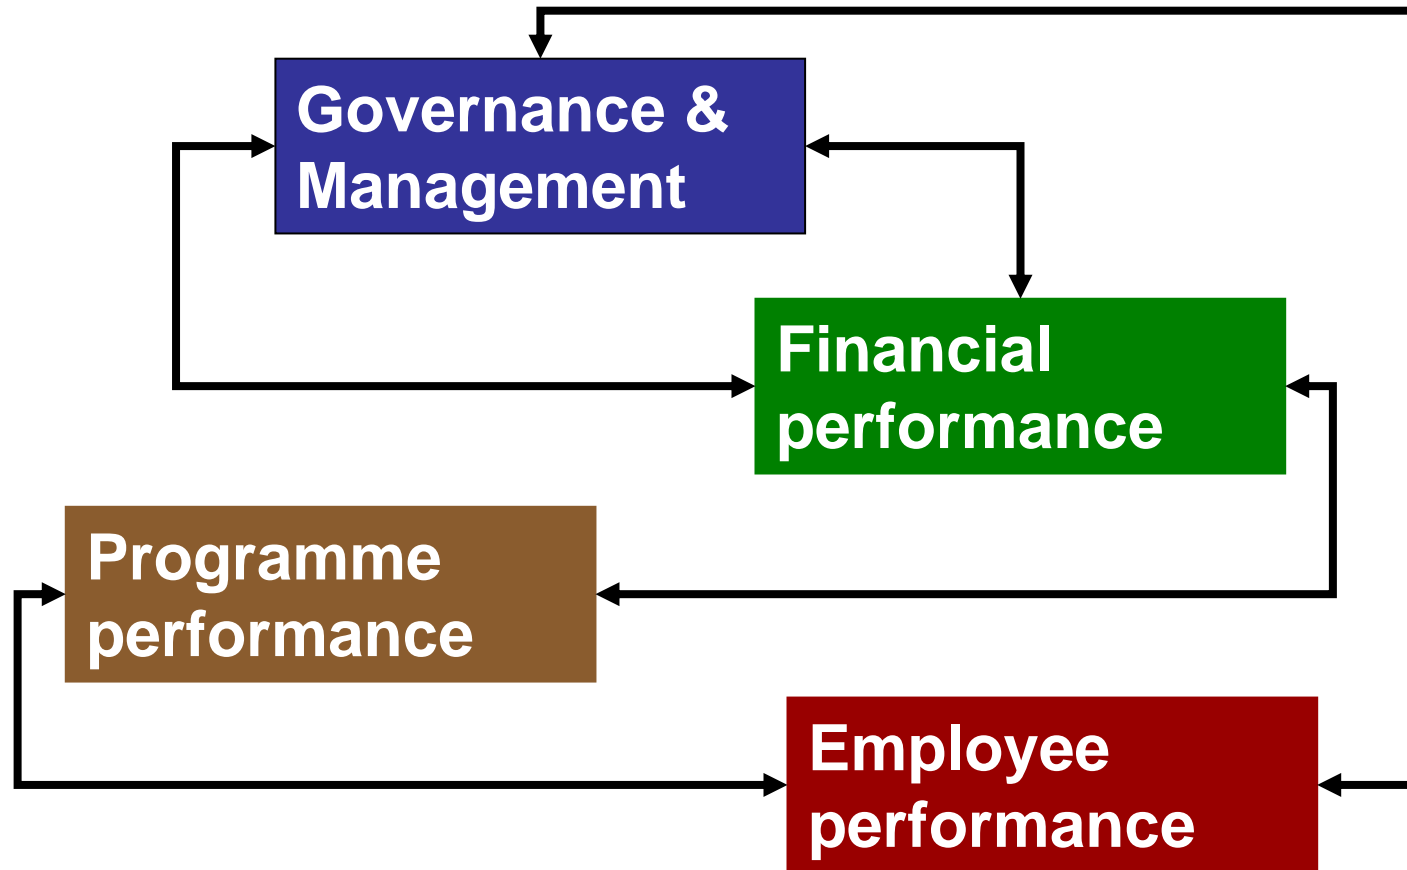 Governance &
Management
Financial
performance
Programme
performance
Employee
performance